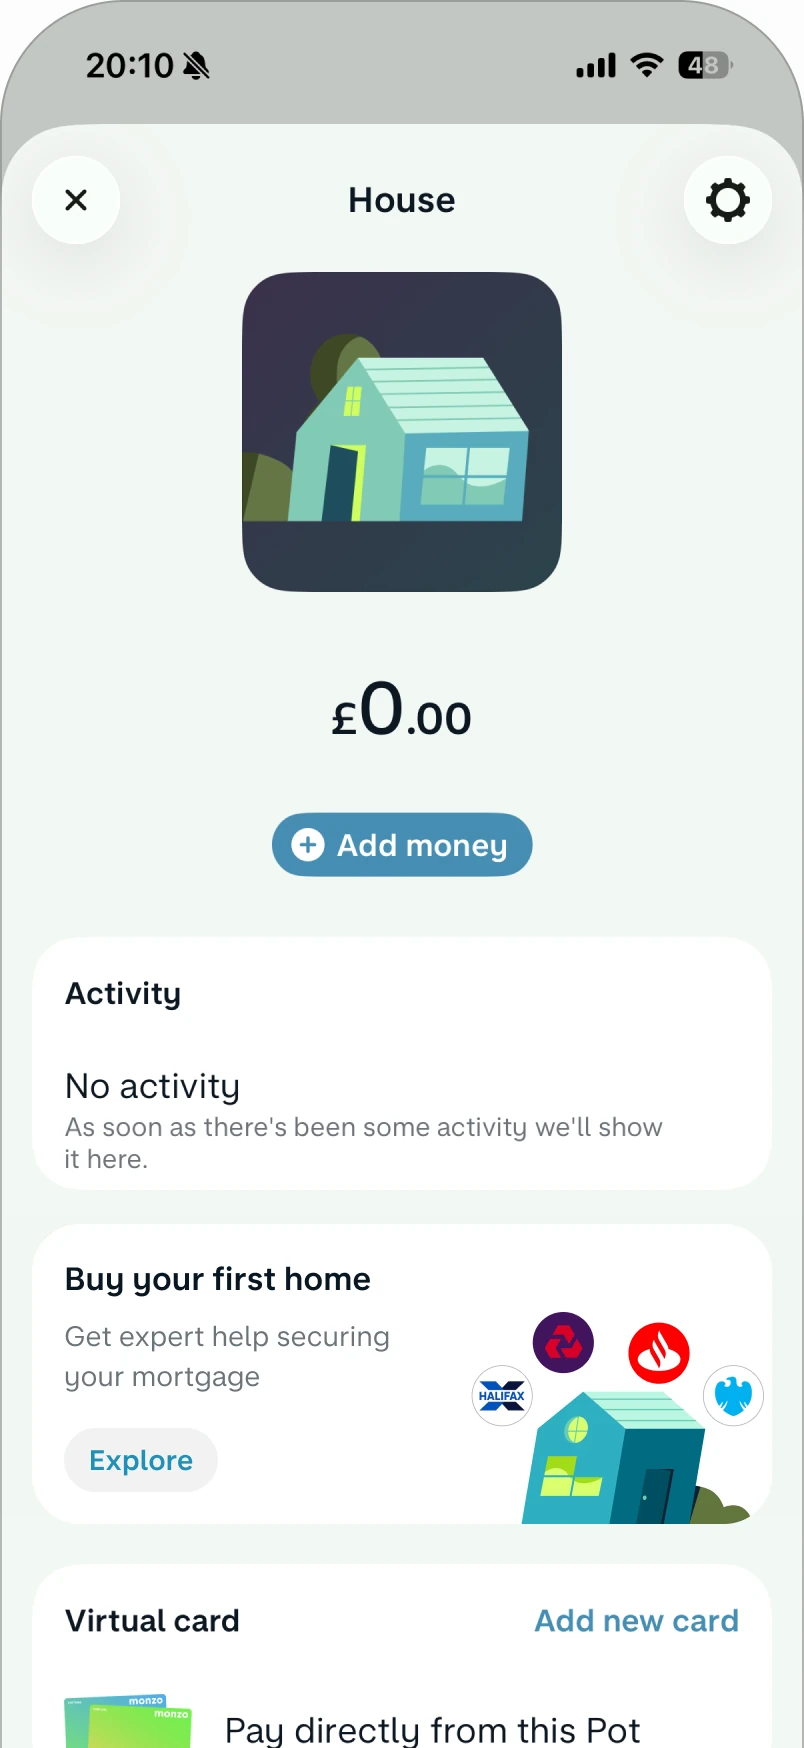 20:10
48
House
£0.00
Add money
Activity
No activity
As soon as there's been some activity we'll show
it here.
Buy your first home
Get expert help securing
your mortgage
HALIFAX
Explore
Virtual card
Add new card
monzo
monzo
Pay directly from this Pot